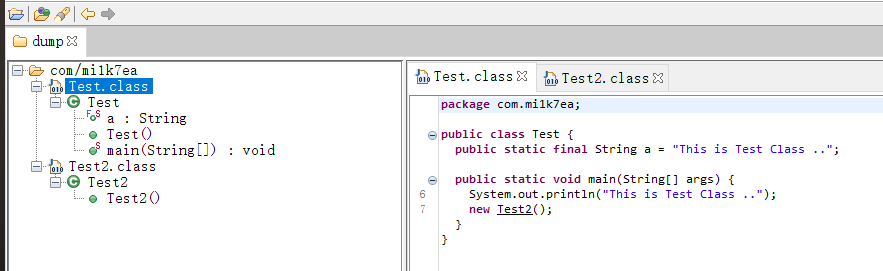 dump
com/mi1k7ea
Test.class
Test
a : String
Test()
main(String[]) : void
Test2.class
Test2
Test2()
Test.class
Test2.class
package com.mi1k7ea;
public class Test {
public static final String a = "This is Test Class ..";
public static void main(String[] args) {
6 System.out.println("This is Test Class ..");
7 new Test2();
}
}